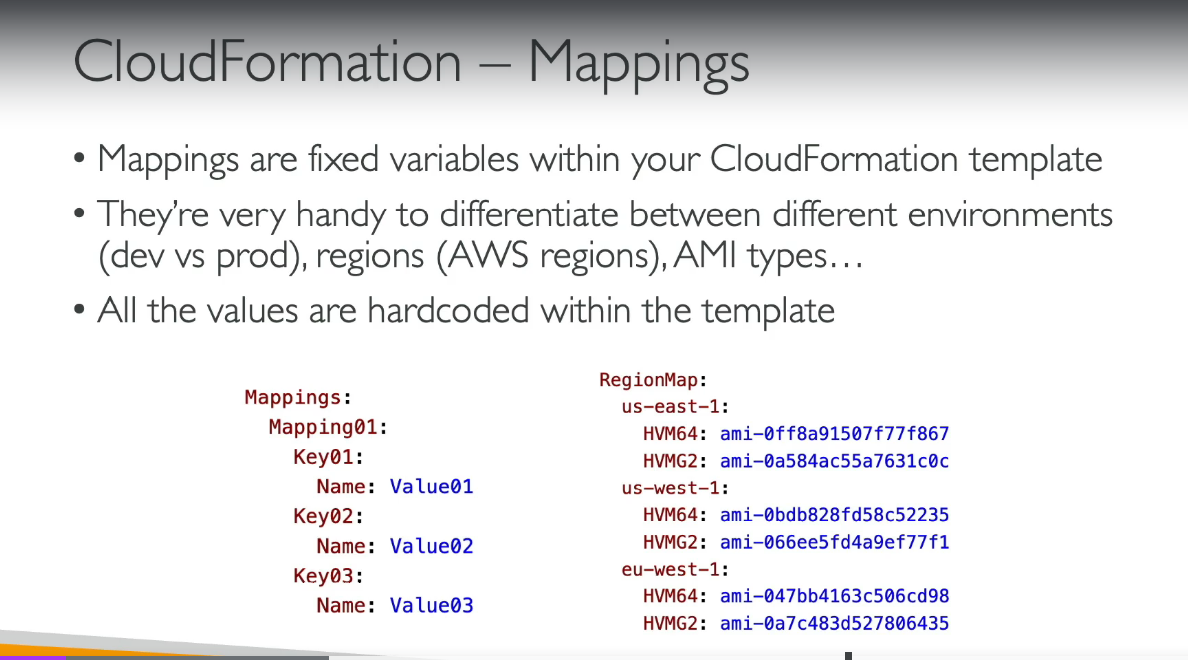 CloudFormation – Mappings
• Mappings are fixed variables within your CloudFormation template
• They’re very handy to differentiate between different environments
(dev vs prod), regions (AWS regions), AMI types…
• All the values are hardcoded within the template
Mappings:
Mapping01:
Key01:
Name: Value01
Key02:
Name: Value02
Key03:
Name: Value03
RegionMap:
us-east-1:
HVM64: ami-0ff8a91507f77f867
HVMG2: ami-0a584ac55a7631c0c
us-west-1:
HVM64: ami-0bdb828fd58c52235
HVMG2: ami-066ee5fd4a9ef77f1
eu-west-1:
HVM64: ami-047bb4163c506cd98
HVMG2: ami-0a7c483d527806435